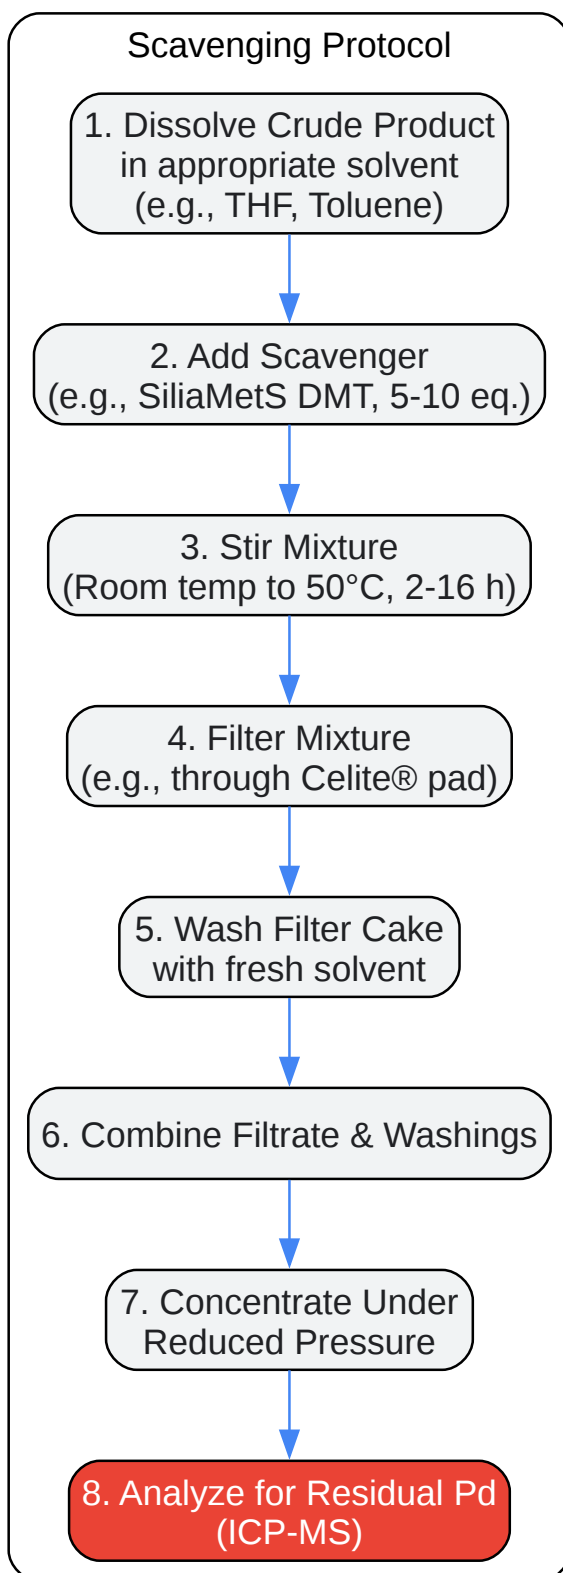 Scavenging Protocol
1. Dissolve Crude Product
in appropriate solvent
(e.g., THF, Toluene)
2. Add Scavenger
(e.g., SiliaMetS DMT, 5-10 eq.)
3. Stir Mixture
(Room temp to 50°C, 2-16 h)
4. Filter Mixture
(e.g., through Celite® pad)
5. Wash Filter Cake
with fresh solvent
6. Combine Filtrate & Washings
7. Concentrate Under
Reduced Pressure
8. Analyze for Residual Pd
(ICP-MS)